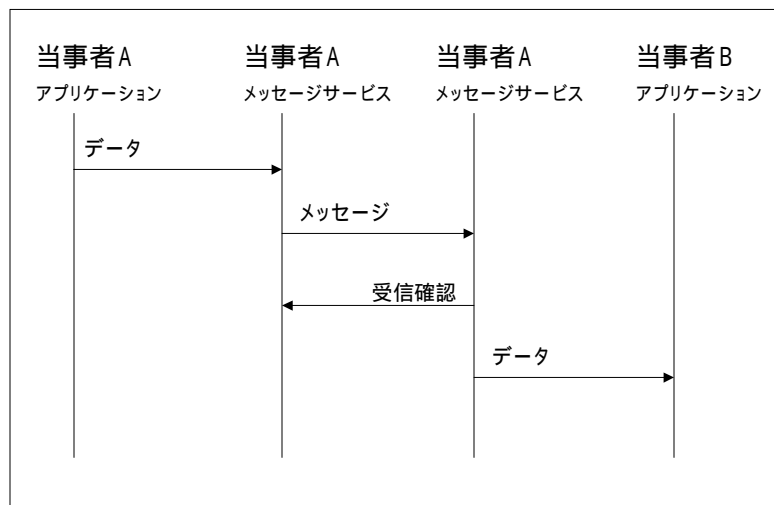 当事者A 当事者A 当事者A 当事者B
アプリケーション メッセージサービス メッセージサービス アプリケーション
データ
メッセージ
受信確認
データ